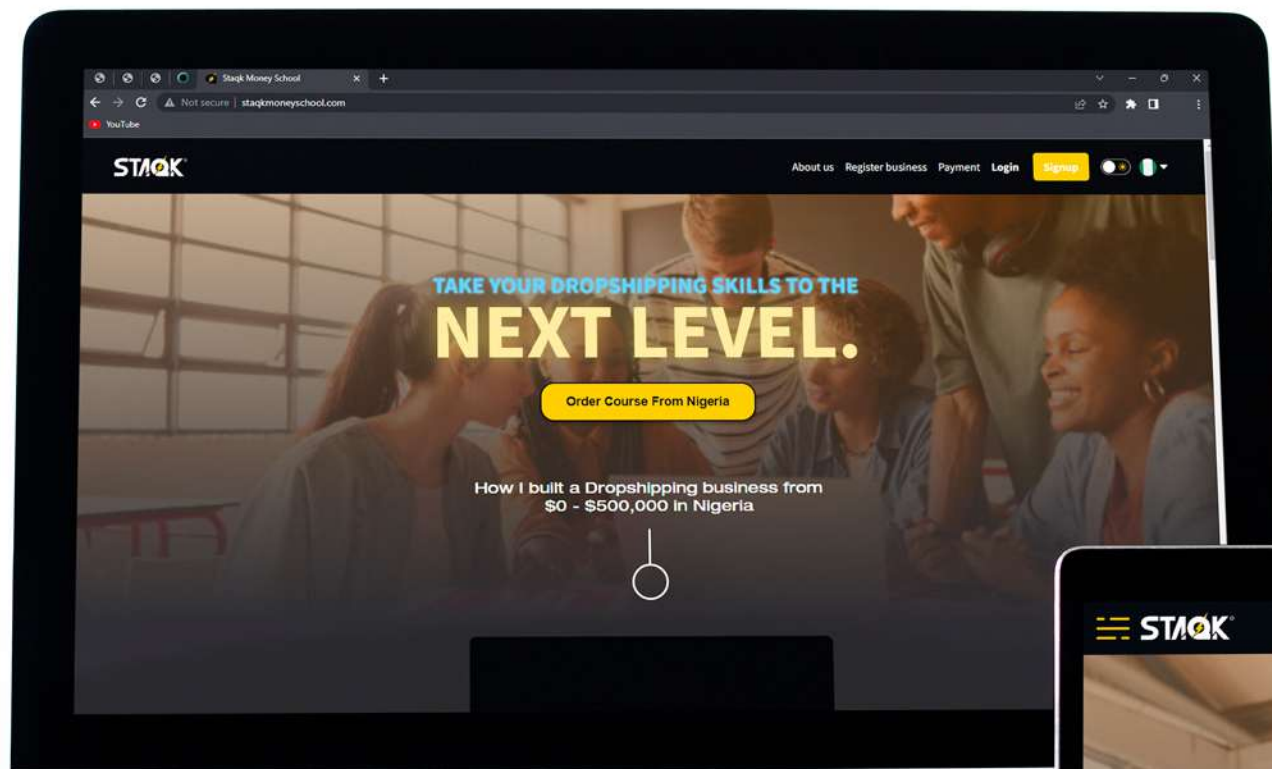 Staqk Money School
Not secure | staqkmoneyschool.com
YouTube
STAQK
About us Register business Payment Login Signup
TAKE YOUR DROPSHIPPING SKILLS TO THE
NEXT LEVEL.
Order Course From Nigeria
How I built a Dropshipping business from
$0 - $500,000 in Nigeria
STAQK